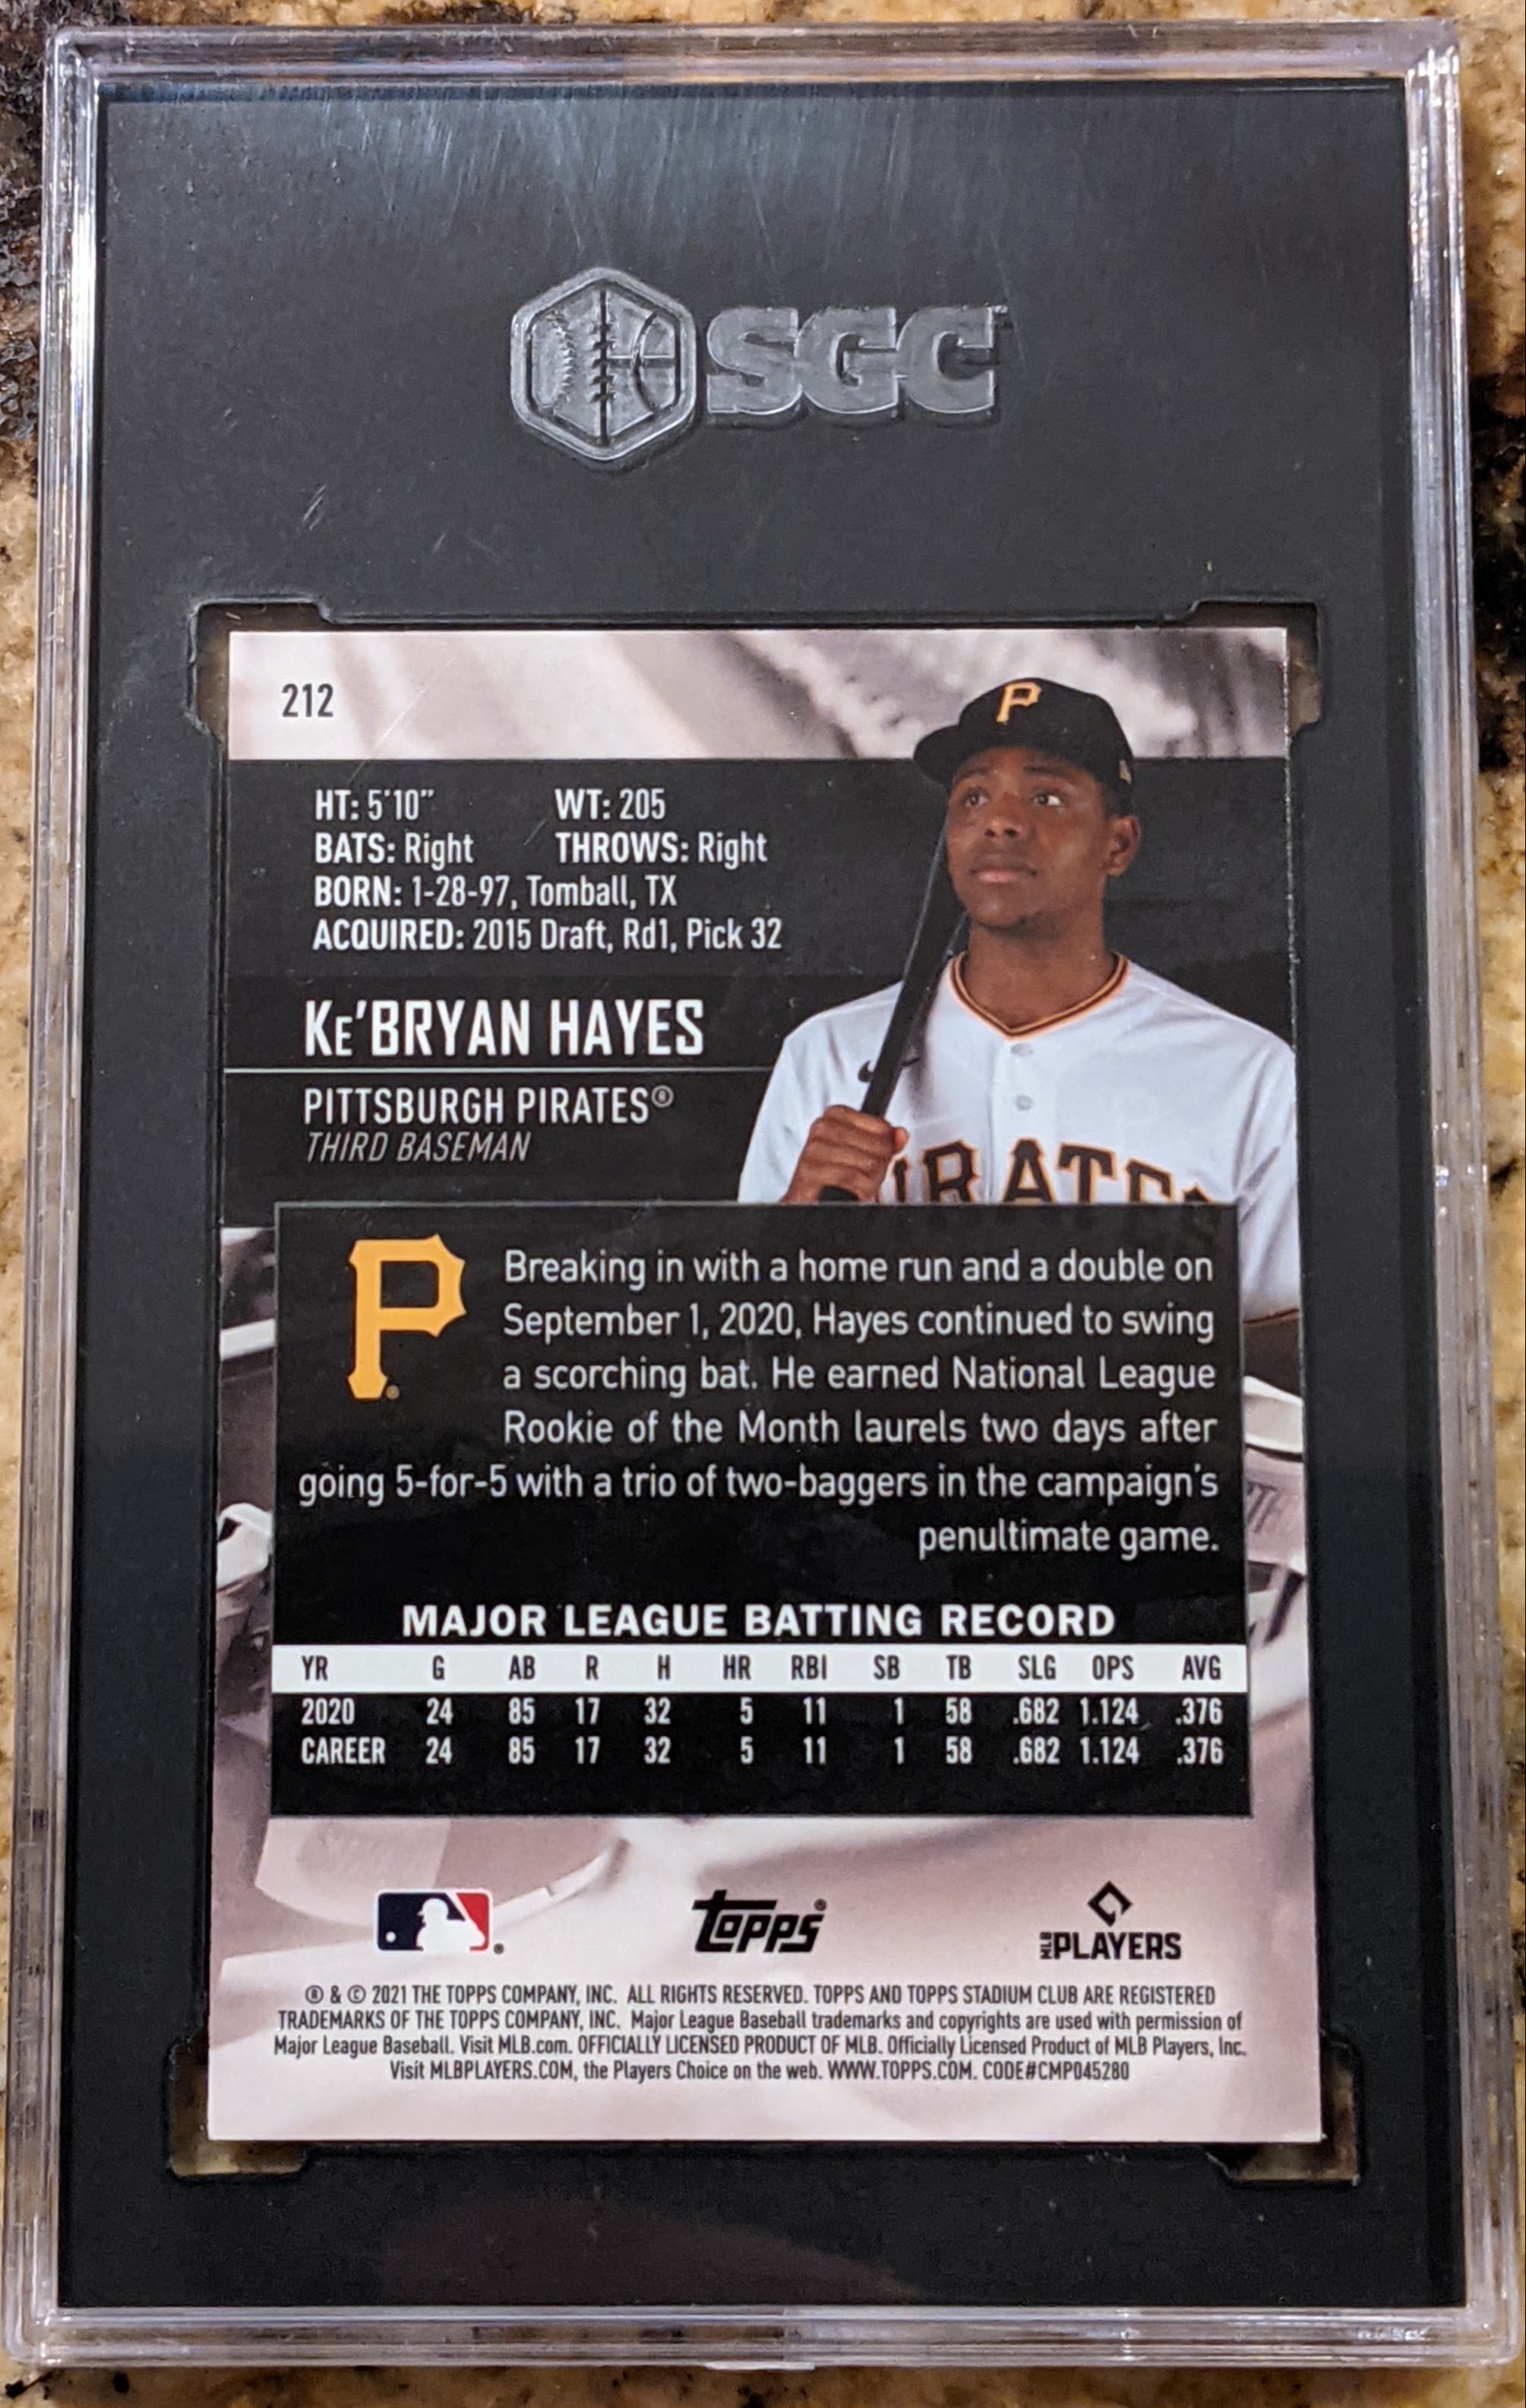 SGC
212
P
HT: 5'10" WT: 205
BATS: Right THROWS: Right
BORN: 1-28-97, Tomball, TX
ACQUIRED: 2015 Draft, Rd1, Pick 32
Ke'BRYAN HAYES
PITTSBURGH PIRATES®
THIRD BASEMAN
PIRATES
P
Breaking in with a home run and a double on
September 1, 2020, Hayes continued to swing
a scorching bat. He earned National League
Rookie of the Month laurels two days after
going 5-for-5 with a trio of two-baggers in the campaign's
penultimate game.
MAJOR LEAGUE BATTING RECORD
YR G AB R H HR RBI SB TB SLG OPS AVG
2020 24 85 17 32 5 11 1 58 .682 1.124 .376
CAREER 24 85 17 32 5 11 1 58 .682 1.124 .376
topps®
MLB PLAYERS
® & © 2021 THE TOPPS COMPANY, INC. ALL RIGHTS RESERVED. TOPPS AND TOPPS STADIUM CLUB ARE REGISTERED
TRADEMARKS OF THE TOPPS COMPANY, INC. Major League Baseball trademarks and copyrights are used with permission of
Major League Baseball. Visit MLB.com. OFFICIALLY LICENSED PRODUCT OF MLB. Officially Licensed Product of MLB Players, Inc.
Visit MLBPLAYERS.COM, the Players Choice on the web. WWW.TOPPS.COM. CODE#CMP045280